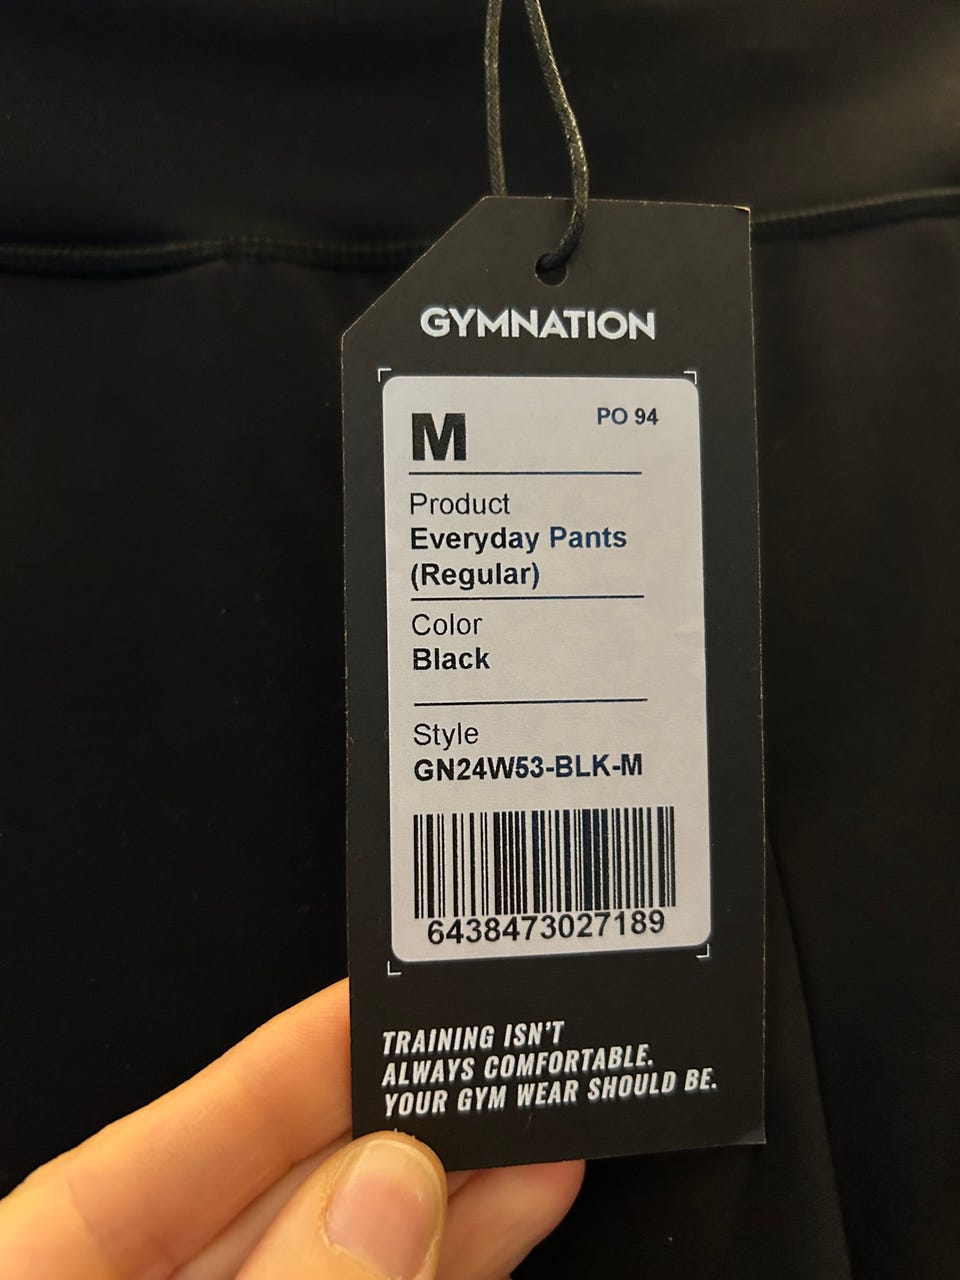 GYMNATION
M
PO 94
Product
Everyday Pants
(Regular)
Color
Black
Style
GN24W53-BLK-M
6438473027189
TRAINING ISN'T
ALWAYS COMFORTABLE.
YOUR GYM WEAR SHOULD BE.